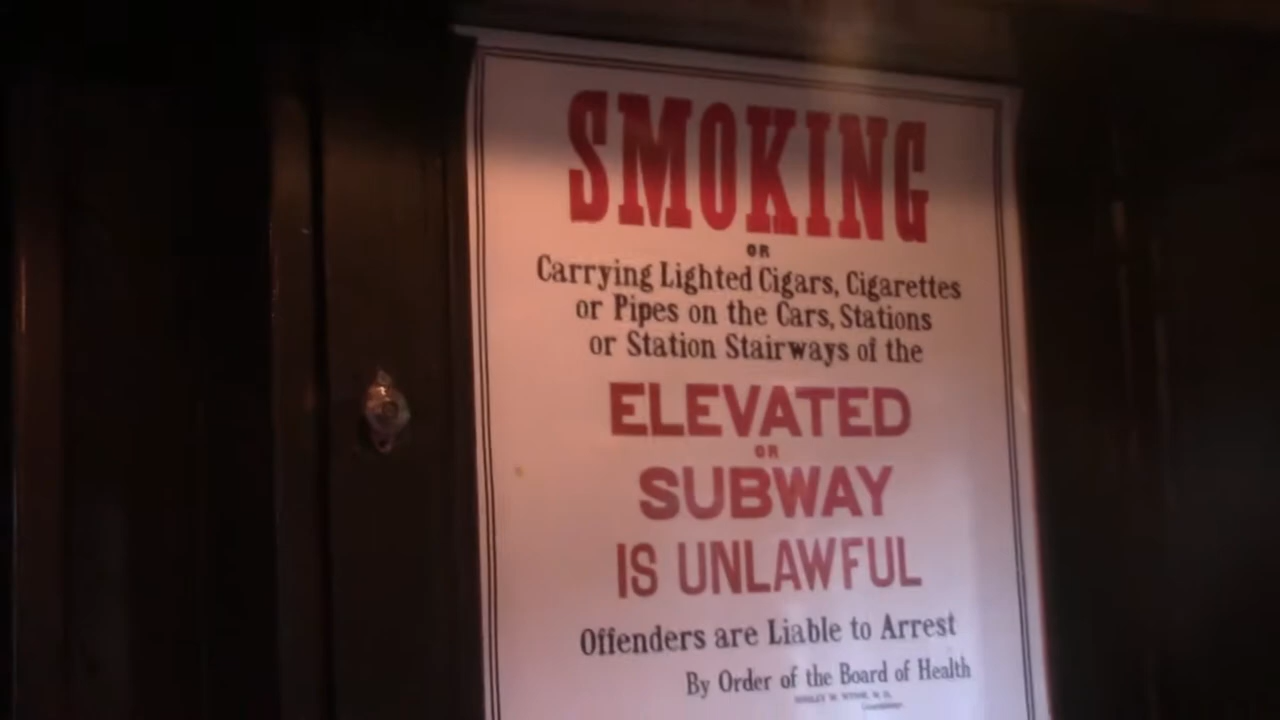 SMOKING
OR
Carrying Lighted Cigars, Cigarettes
or Pipes on the Cars, Stations
or Station Stairways of the
ELEVATED
OR
SUBWAY
IS UNLAWFUL
Offenders are Liable to Arrest
By Order of the Board of Health